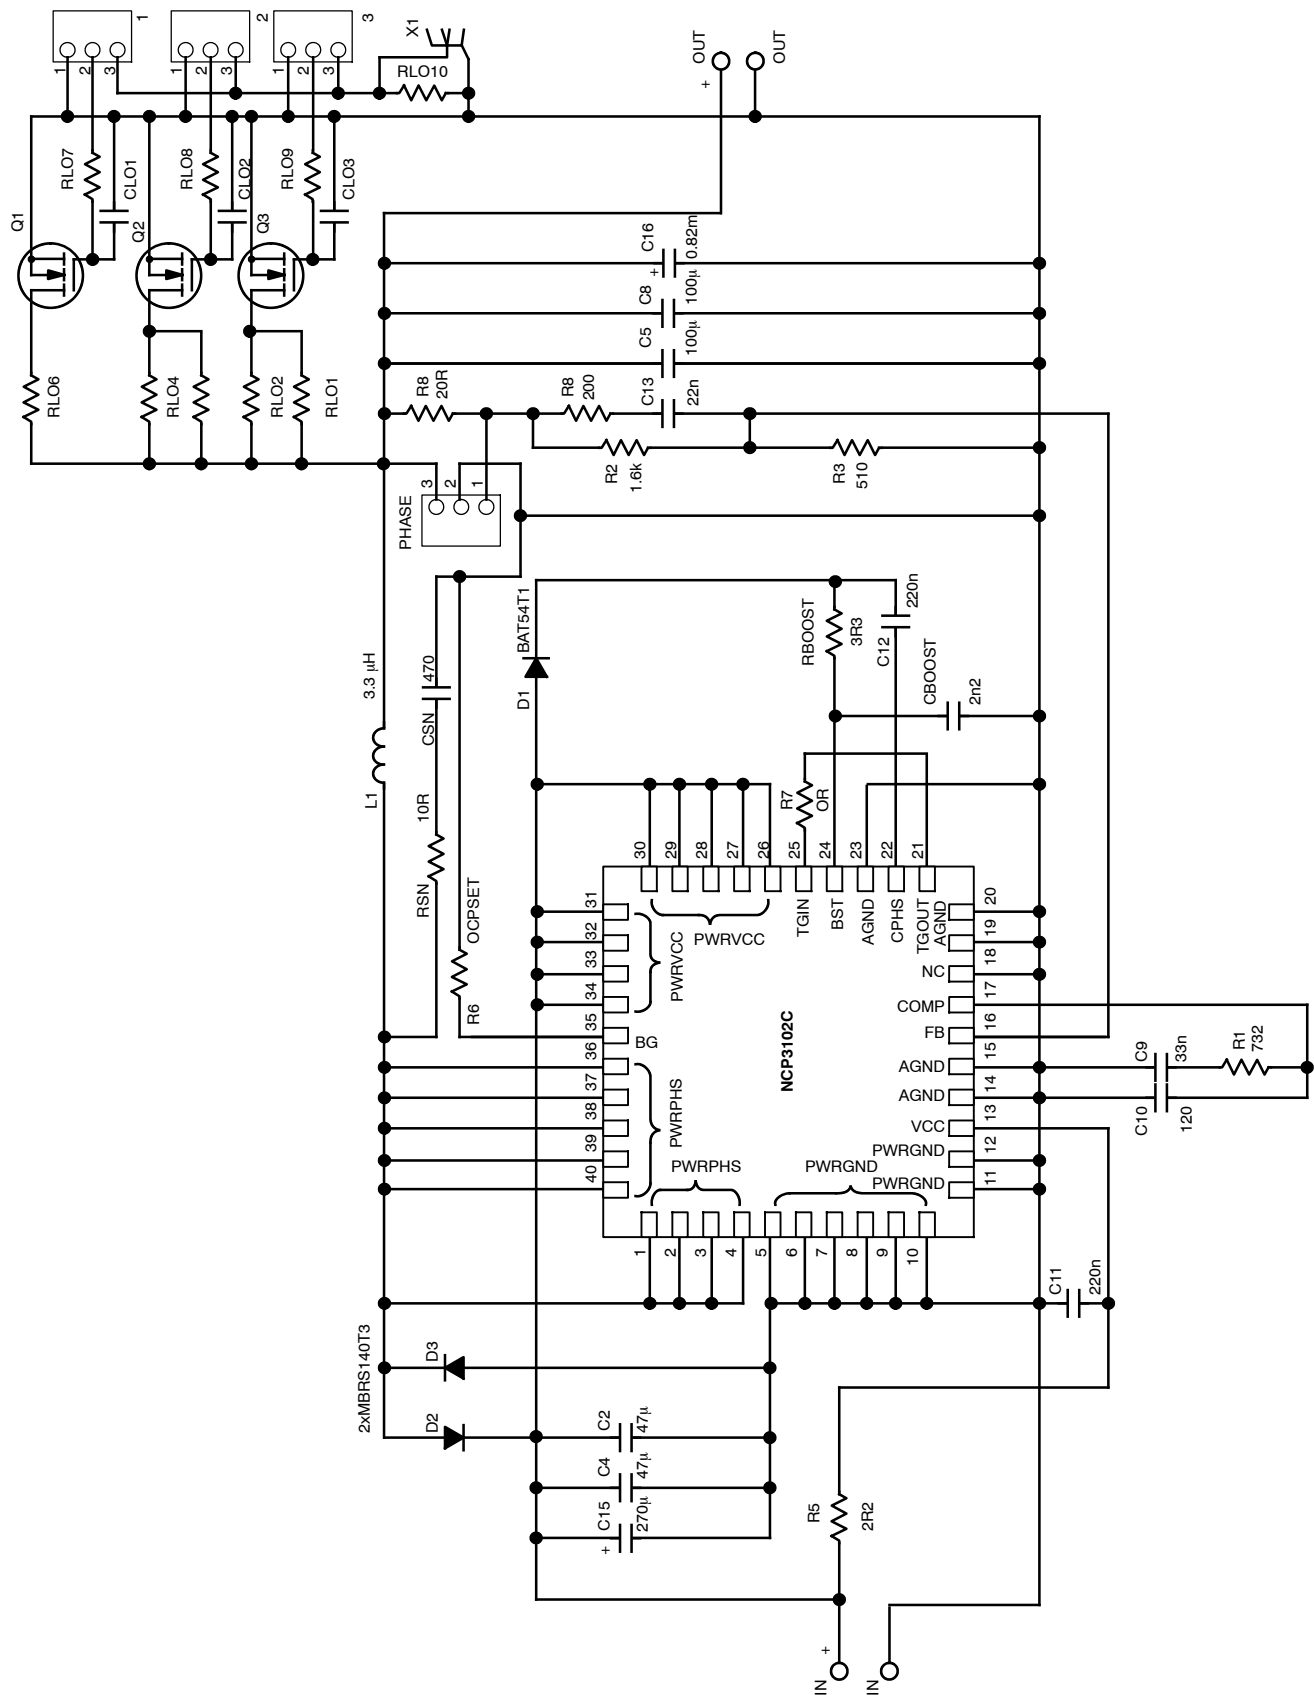 1
1
2
3
2
1
2
3
3
1
2
3
X1
RLO10
OUT
+
OUT
RLO7
CLO1
RLO8
CLO2
RLO9
CLO3
Q1
Q2
Q3
RLO6
RLO4
RLO2
RLO1
C16
+
0.82m
C8
100µ
C5
100µ
R8
20R
R8
200
C13
22n
R2
1.6k
R3
510
PHASE
3
2
1
L1
3.3 µH
RSN
10R
CSN
470
R6
OCPSET
D1
BAT54T1
RBOOST
3R3
C12
220n
CBOOST
2n2
R7
OR
30
29
28
27
26
25
24
23
22
21
PWRVCC
TGIN
BST
AGND
CPHS
TGOUT
31
32
33
34
35
36
37
38
39
40
PWRVCC
BG
PWRPHS
NCP3102C
AGND
NC
COMP
FB
AGND
AGND
VCC
PWRGND
PWRGND
20
19
18
17
16
15
14
13
12
11
PWRPHS
PWRGND
1
2
3
4
5
6
7
8
9
10
C9
33n
R1
732
C10
120
C11
220n
2xMBRS140T3
D3
D2
C2
47µ
C4
47µ
C15
+
270µ
R5
2R2
IN
+
IN